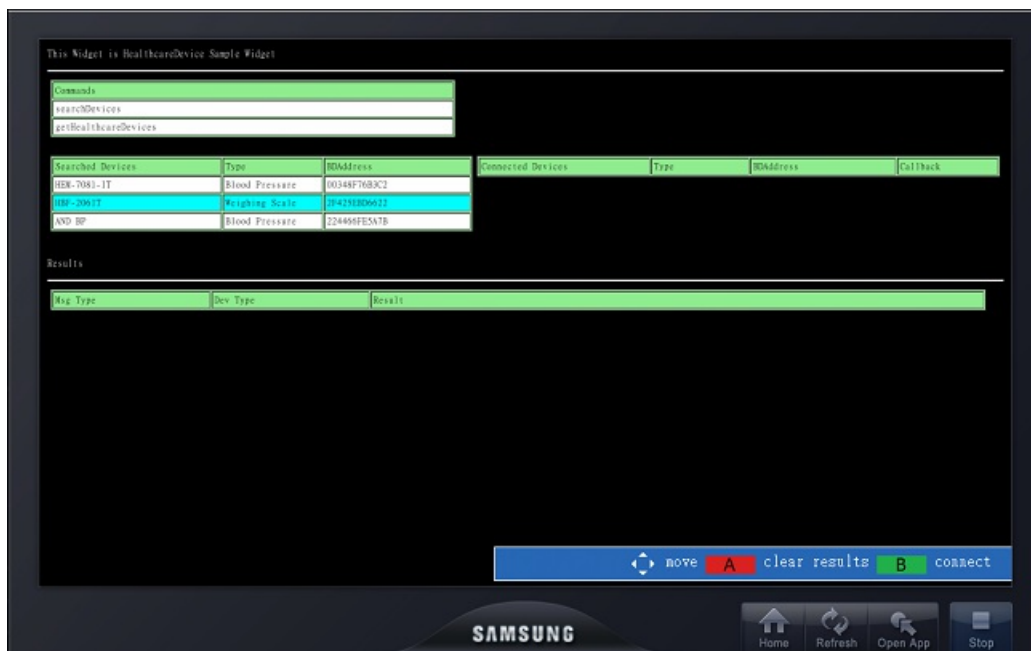 This Widget is HealthcareDevice Sample Widget
Commands
searchDevices
getHealthcareDevices
Searched Devices Type BDAddress Connected Devices Type BDAddress Callback
HEM-7081-IT Blood Pressure 00348F76B3C2
HBF-206IT Weighing Scale 2F425EBD6622
AND BP Blood Pressure 224466FE5A7B
Results
Msg Type Dev Type Result
move A clear results B connect
SAMSUNG
Home Refresh Open App Stop